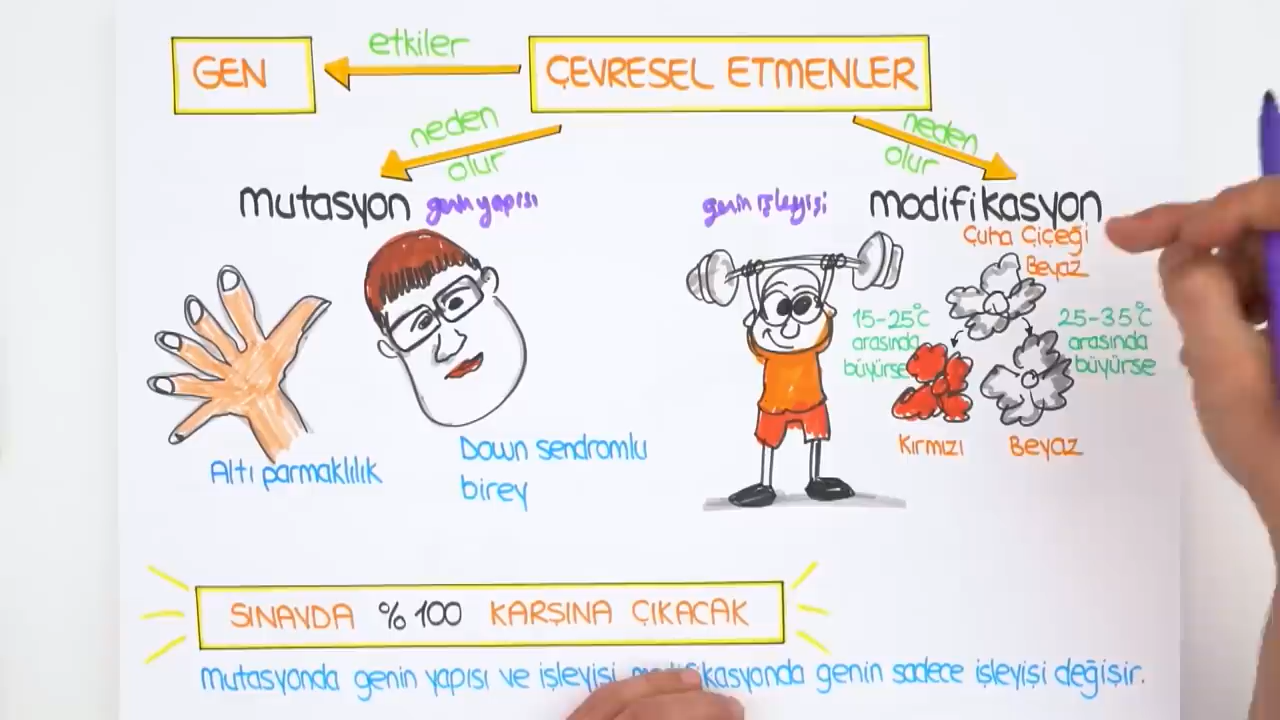 GEN
etkiler
ÇEVRESEL ETMENLER
neden
olur
neden
olur
mutasyon
genin yapısı
genin işleyişi
modifikasyon
Çuha Çiçeği
Beyaz
15-25°C
arasında
büyürse
25-35°C
arasında
büyürse
Kırmızı
Beyaz
Altı parmaklılık
Down sendromlu
birey
SINAVDA %100 KARŞINA ÇIKACAK
mutasyonda genin yapısı ve işleyişi modifikasyonda genin sadece işleyişi değişir.